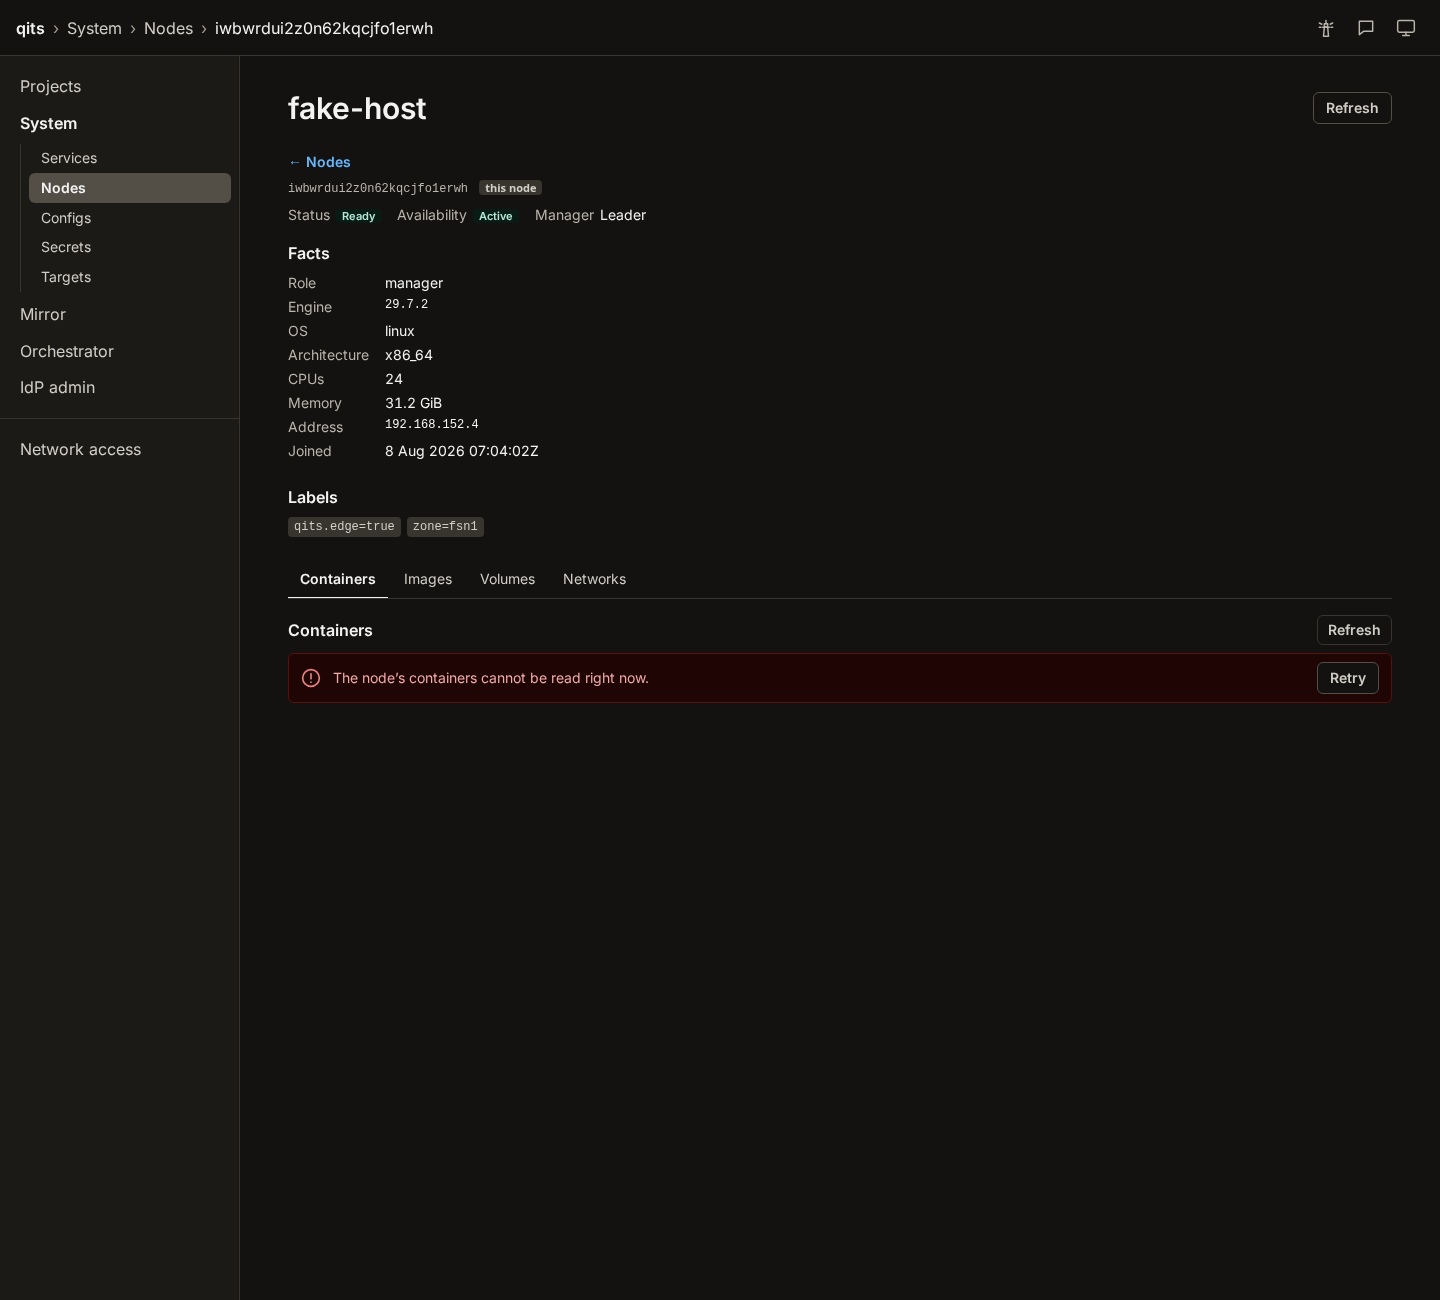 qits › System › Nodes › iwbwrdui2z0n62kqcjfo1erwh
Projects
System
Services
Nodes
Configs
Secrets
Targets
Mirror
Orchestrator
IdP admin
Network access
fake-host
Refresh
← Nodes
iwbwrdui2z0n62kqcjfo1erwh this node
Status Ready Availability Active Manager Leader
Facts
Role manager
Engine 29.7.2
OS linux
Architecture x86_64
CPUs 24
Memory 31.2 GiB
Address 192.168.152.4
Joined 8 Aug 2026 07:04:02Z
Labels
qits.edge=true zone=fsn1
Containers Images Volumes Networks
Containers Refresh
The node’s containers cannot be read right now. Retry